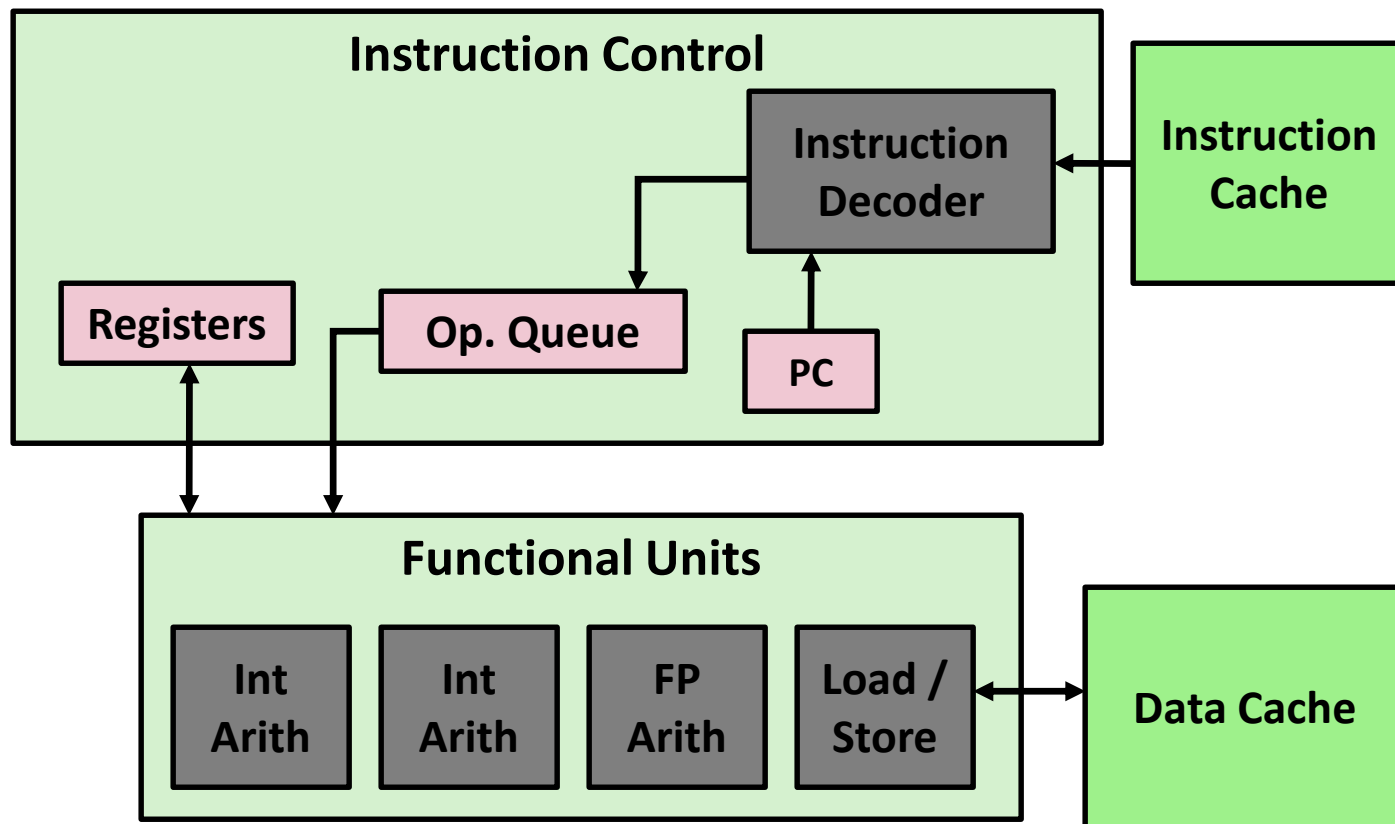 Instruction Control
Instruction
Decoder
Instruction
Cache
Registers
Op. Queue
PC
Functional Units
Int
Arith
Int
Arith
FP
Arith
Load /
Store
Data Cache